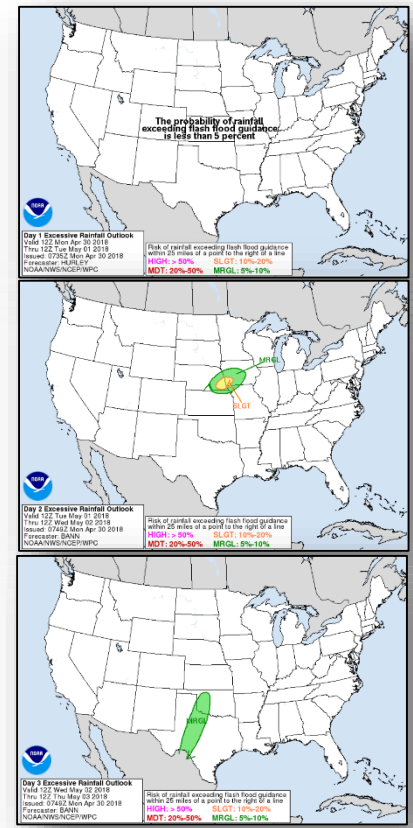 The probability of rainfall
exceeding flash flood guidance
is less than 5 percent
NOAA
Day 1 Excessive Rainfall Outlook
Valid 12Z Mon Apr 30 2018
Thru 12Z Tue May 01 2018
Issued: 0735Z Mon Apr 30 2018
Forecaster: HURLEY
NOAA/NWS/NCEP/WPC
Risk of rainfall exceeding flash flood guidance
within 25 miles of a point to the right of a line
HIGH: > 50% SLGT: 10%-20%
MDT: 20%-50% MRGL: 5%-10%
MRGL
SLGT
NOAA
Day 2 Excessive Rainfall Outlook
Valid 12Z Tue May 01 2018
Thru 12Z Wed May 02 2018
Issued: 0749Z Mon Apr 30 2018
Forecaster: BANN
NOAA/NWS/NCEP/WPC
Risk of rainfall exceeding flash flood guidance
within 25 miles of a point to the right of a line
HIGH: > 50% SLGT: 10%-20%
MDT: 20%-50% MRGL: 5%-10%
MRGL
NOAA
Day 3 Excessive Rainfall Outlook
Valid 12Z Wed May 02 2018
Thru 12Z Thu May 03 2018
Issued: 0749Z Mon Apr 30 2018
Forecaster: BANN
NOAA/NWS/NCEP/WPC
Risk of rainfall exceeding flash flood guidance
within 25 miles of a point to the right of a line
HIGH: > 50% SLGT: 10%-20%
MDT: 20%-50% MRGL: 5%-10%